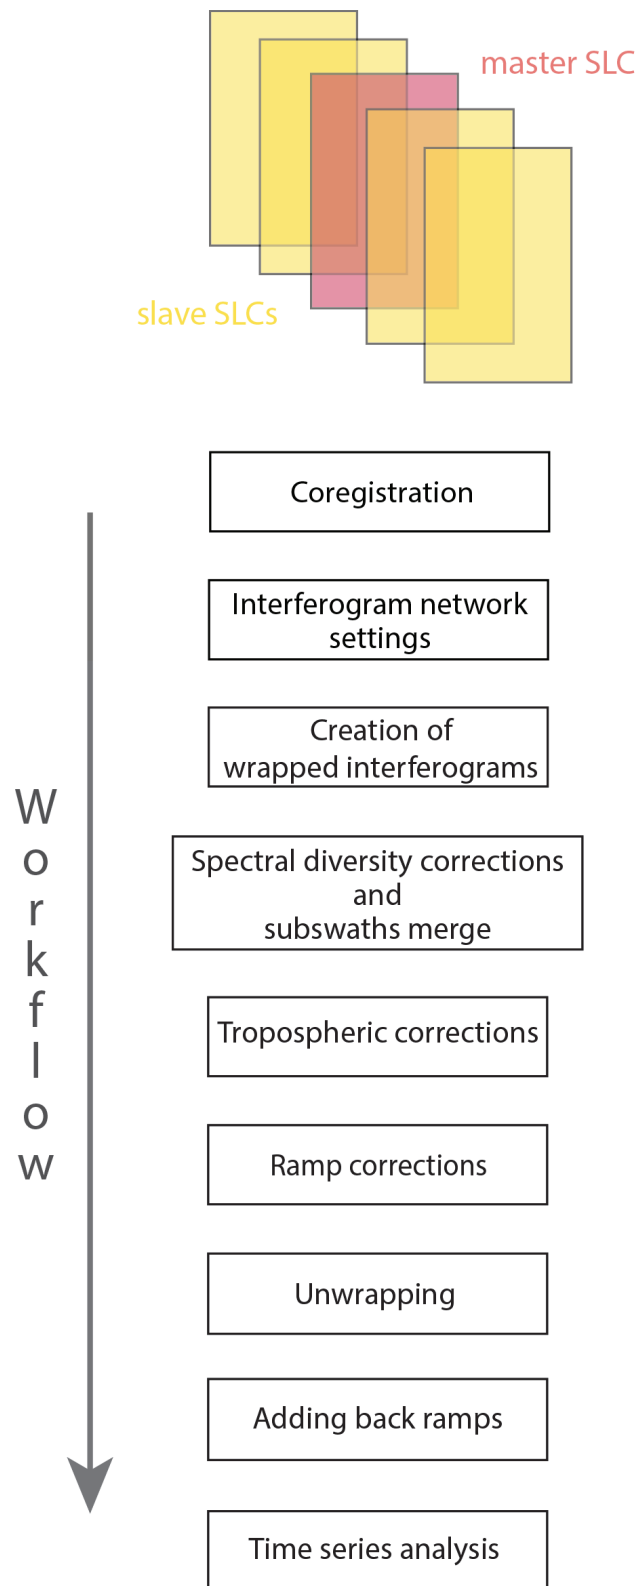 master SLC
slave SLCs
Coregistration
Interferogram network
settings
Creation of
wrapped interferograms
Spectral diversity corrections
and
subswaths merge
Tropospheric corrections
Ramp corrections
Unwrapping
Adding back ramps
Time series analysis
Workflow